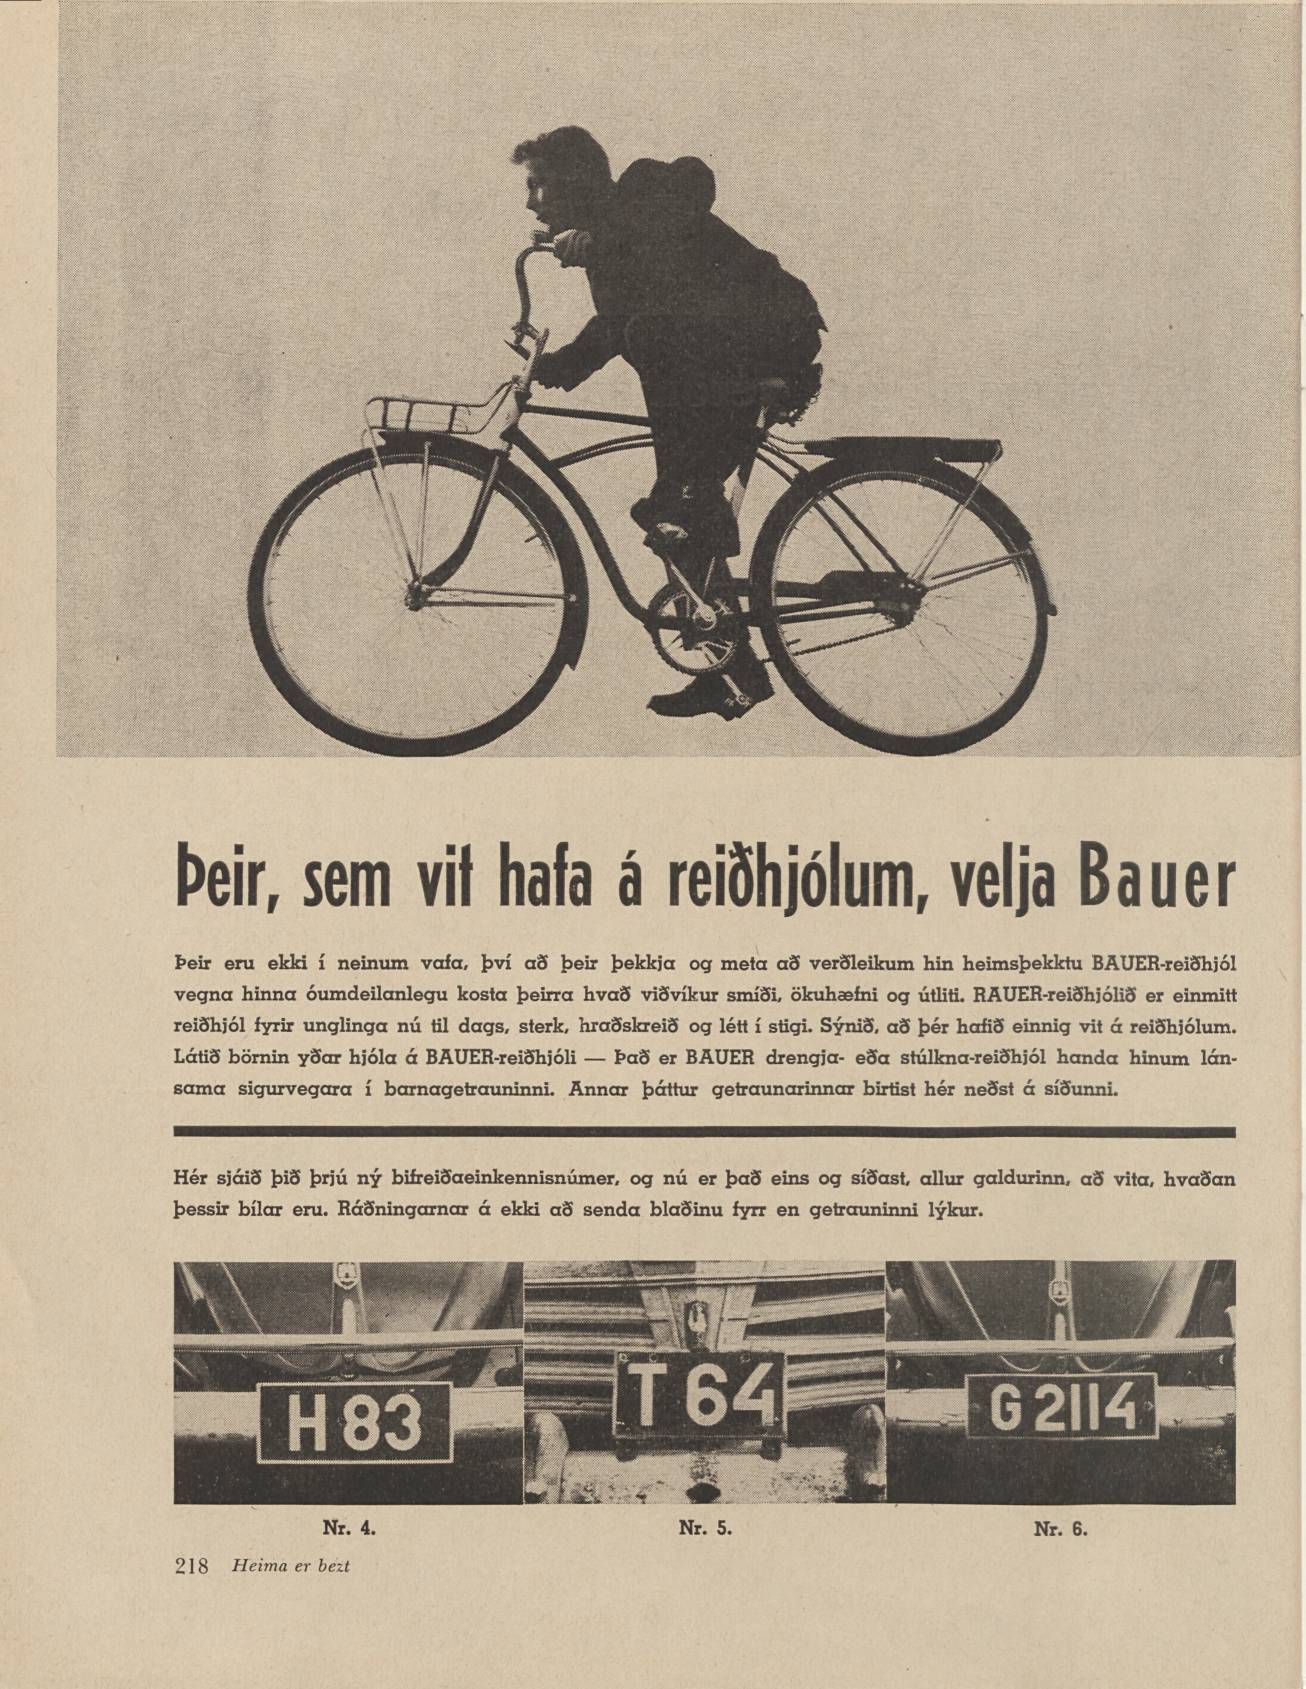 Þeir, sem vit hafa á reiðhjólum, velja Bauer
Þeir eru ekki í neinum vafa, því að þeir þekkja og meta að verðleikum hin heimsþekktu BAUER-reiðhjól
vegna hinna óumdeilanlegu kosta þeirra hvað viðvíkur smíði, ökuhæfni og útliti. RAUER-reiðhjólið er einmitt
reiðhjól fyrir unglinga nú til dags, sterk, hraðskreið og létt í stigi. Sýnið, að þér hafið einnig vit á reiðhjólum.
Látið börnin yðar hjóla á BAUER-reiðhjóli — Það er BAUER drengja- eða stúlkna-reiðhjól handa hinum lán-
sama sigurvegara í barnagetrauninni. Annar þáttur getraunarinnar birtist hér neðst á síðunni.
Hér sjáið þið þrjú ný bifreiðaeinkennisnúmer, og nú er það eins og síðast, allur galdurinn, að vita, hvaðan
þessir bílar eru. Ráðningarnar á ekki að senda blaðinu fyrr en getrauninni lýkur.
H 83
T 64
G 2114
Nr. 4.
Nr. 5.
Nr. 6.
218 Heima er bezt